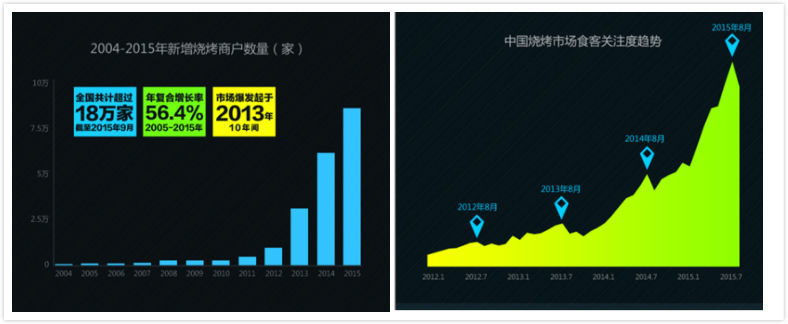 2004-2015年新增烧烤商户数量（家）
10万
7.5万
5万
2.5万
0
全国共计超过
18万家
截至2015年9月
年复合增长率
56.4%
2005-2015年
市场爆发起于
2013年
10年间
2004 2005 2006 2007 2008 2009 2010 2011 2012 2013 2014 2015
中国烧烤市场食客关注度趋势
2015年8月
2014年8月
2013年8月
2012年8月
2012.1 2012.7 2013.1 2013.7 2014.1 2014.7 2015.1 2015.7